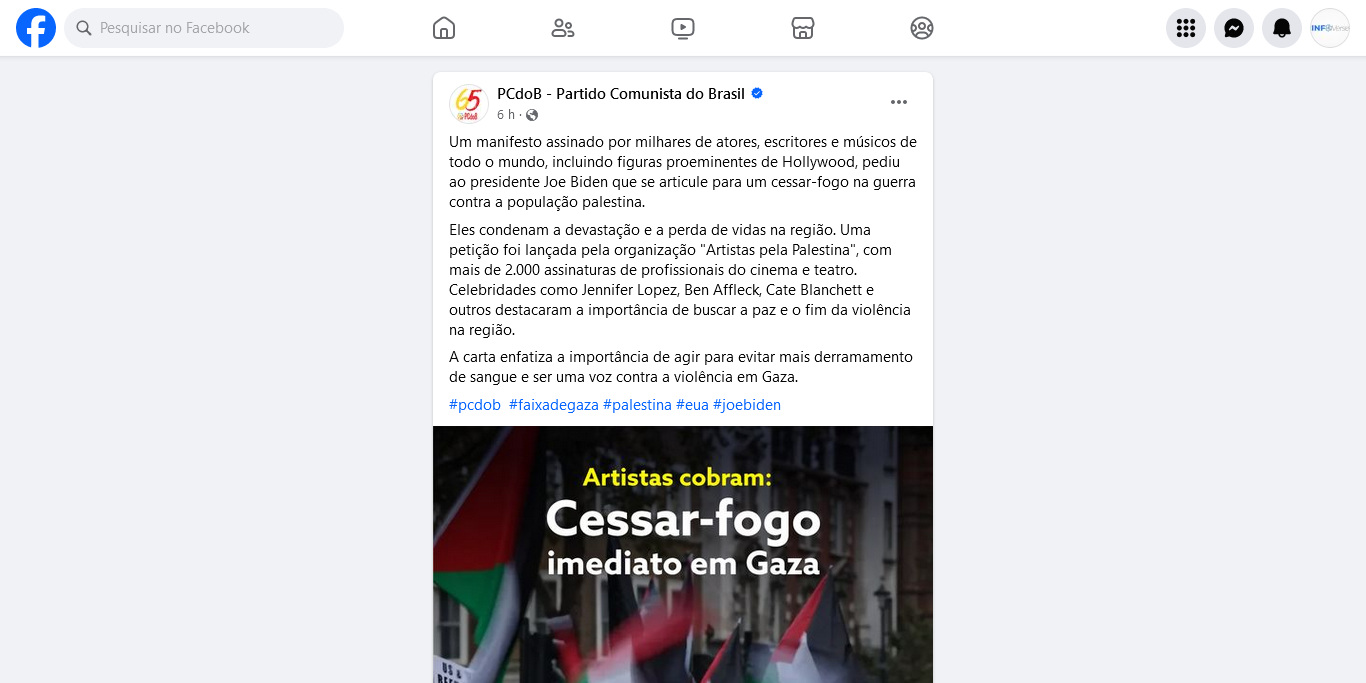 Pesquisar no Facebook
INFOVerse
65
PCdoB
PCdoB - Partido Comunista do Brasil
6 h ·
Um manifesto assinado por milhares de atores, escritores e músicos de
todo o mundo, incluindo figuras proeminentes de Hollywood, pediu
ao presidente Joe Biden que se articule para um cessar-fogo na guerra
contra a população palestina.
Eles condenam a devastação e a perda de vidas na região. Uma
petição foi lançada pela organização "Artistas pela Palestina", com
mais de 2.000 assinaturas de profissionais do cinema e teatro.
Celebridades como Jennifer Lopez, Ben Affleck, Cate Blanchett e
outros destacaram a importância de buscar a paz e o fim da violência
na região.
A carta enfatiza a importância de agir para evitar mais derramamento
de sangue e ser uma voz contra a violência em Gaza.
#pcdob #faixadegaza #palestina #eua #joebiden
Artistas cobram:
Cessar-fogo
imediato em Gaza
US &